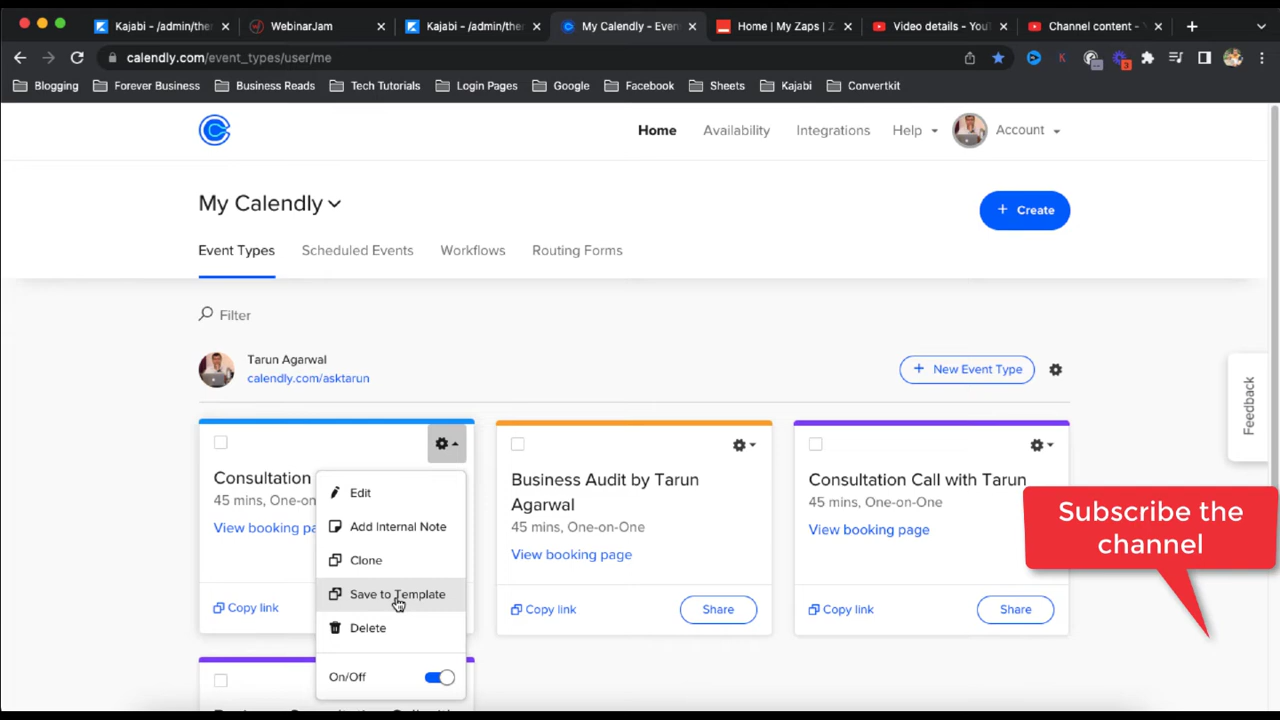 Kajabi - /admin/the
WebinarJam
Kajabi - /admin/the
My Calendly - Even
Home | My Zaps | Z
Video details - You
Channel content - Y
calendly.com/event_types/user/me
3
Blogging
Forever Business
Business Reads
Tech Tutorials
Login Pages
Google
Facebook
Sheets
Kajabi
Convertkit
Home
Availability
Integrations
Help
Account
My Calendly
+ Create
Event Types
Scheduled Events
Workflows
Routing Forms
Filter
Tarun Agarwal
calendly.com/asktarun
+ New Event Type
Feedback
Consultation
45 mins, One-on
View booking pa
Copy link
Edit
Add Internal Note
Clone
Save to Template
Delete
On/Off
Business Audit by Tarun
Agarwal
45 mins, One-on-One
View booking page
Copy link
Share
Consultation Call with Tarun
45 mins, One-on-One
View booking page
Copy link
Share
Subscribe the
channel